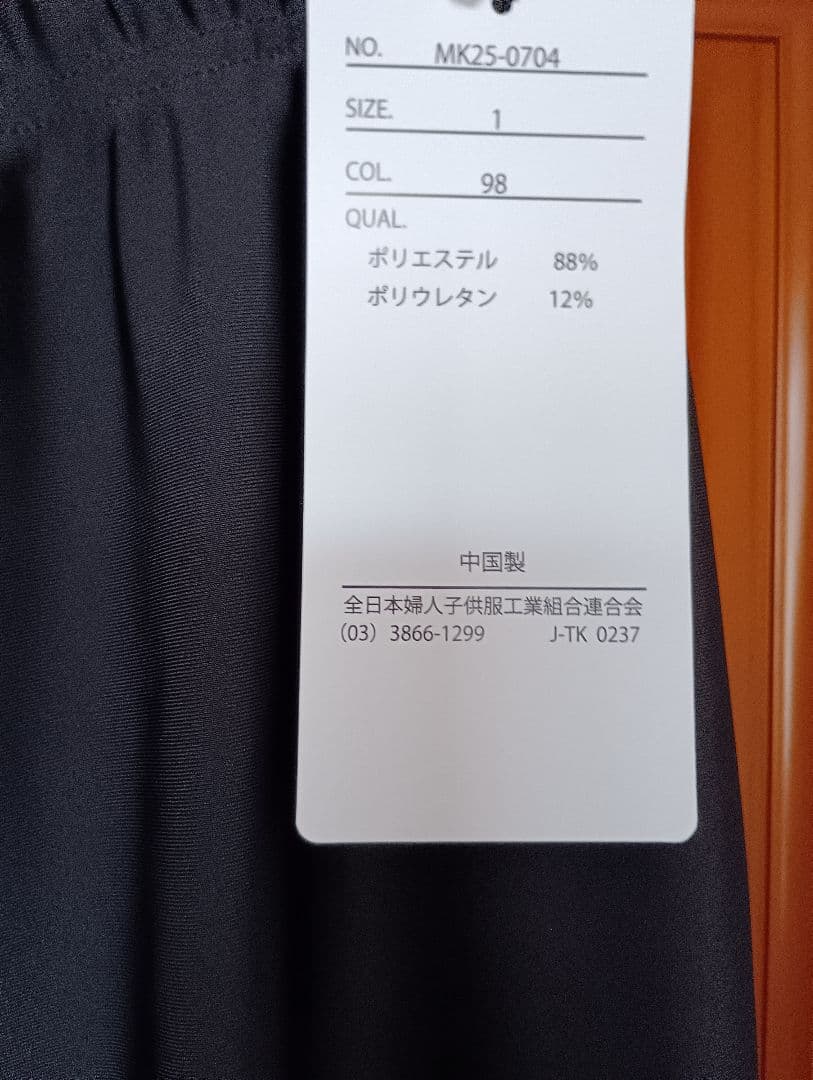 NO. MK25-0704
SIZE. 1
COL. 98
QUAL.
ポリエステル 88%
ポリウレタン 12%
中国製
全日本婦人子供服工業組合連合会
(03) 3866-1299 J-TK 0237